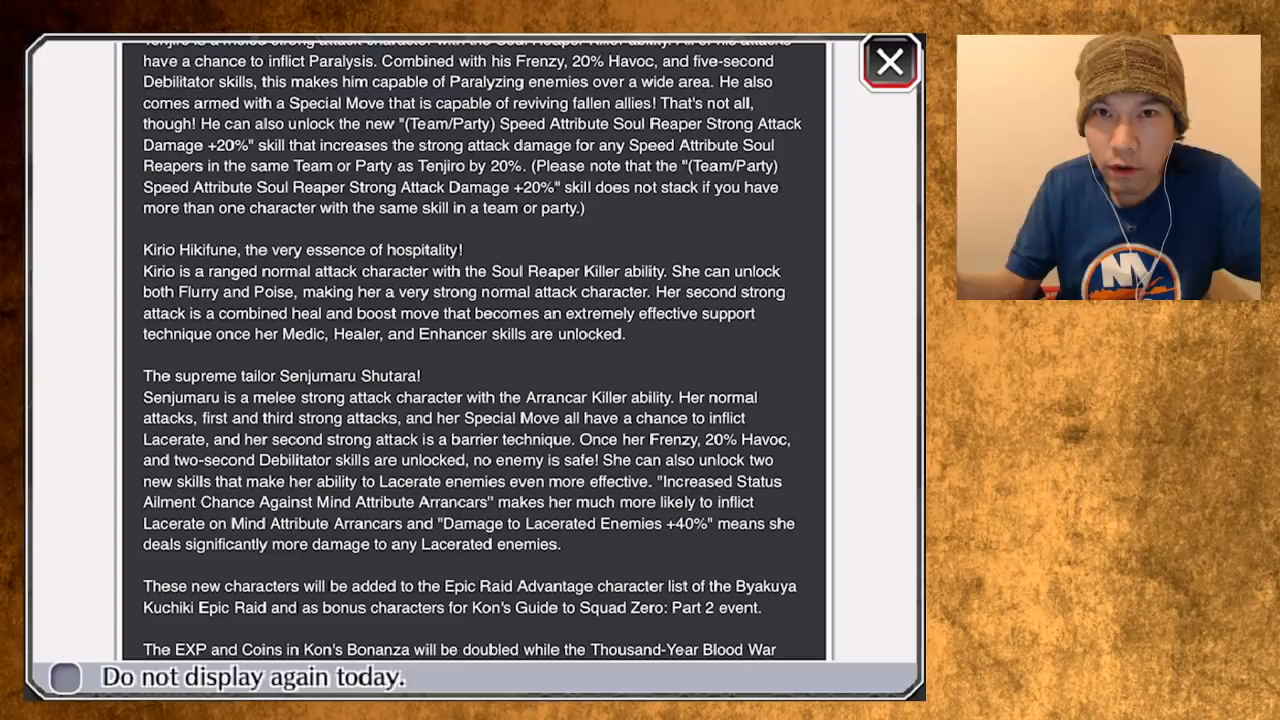 have a chance to inflict Paralysis. Combined with his Frenzy, 20% Havoc, and five-second
Debilitator skills, this makes him capable of Paralyzing enemies over a wide area. He also
comes armed with a Special Move that is capable of reviving fallen allies! That's not all,
though! He can also unlock the new "(Team/Party) Speed Attribute Soul Reaper Strong Attack
Damage +20%" skill that increases the strong attack damage for any Speed Attribute Soul
Reapers in the same Team or Party as Tenjiro by 20%. (Please note that the "(Team/Party)
Speed Attribute Soul Reaper Strong Attack Damage +20%" skill does not stack if you have
more than one character with the same skill in a team or party.)
Kirio Hikifune, the very essence of hospitality!
Kirio is a ranged normal attack character with the Soul Reaper Killer ability. She can unlock
both Flurry and Poise, making her a very strong normal attack character. Her second strong
attack is a combined heal and boost move that becomes an extremely effective support
technique once her Medic, Healer, and Enhancer skills are unlocked.
The supreme tailor Senjumaru Shutara!
Senjumaru is a melee strong attack character with the Arrancar Killer ability. Her normal
attacks, first and third strong attacks, and her Special Move all have a chance to inflict
Lacerate, and her second strong attack is a barrier technique. Once her Frenzy, 20% Havoc,
and two-second Debilitator skills are unlocked, no enemy is safe! She can also unlock two
new skills that make her ability to Lacerate enemies even more effective. "Increased Status
Ailment Chance Against Mind Attribute Arrancars" makes her much more likely to inflict
Lacerate on Mind Attribute Arrancars and "Damage to Lacerated Enemies +40%" means she
deals significantly more damage to any Lacerated enemies.
These new characters will be added to the Epic Raid Advantage character list of the Byakuya
Kuchiki Epic Raid and as bonus characters for Kon's Guide to Squad Zero: Part 2 event.
The EXP and Coins in Kon's Bonanza will be doubled while the Thousand-Year Blood War
Do not display again today.
NY